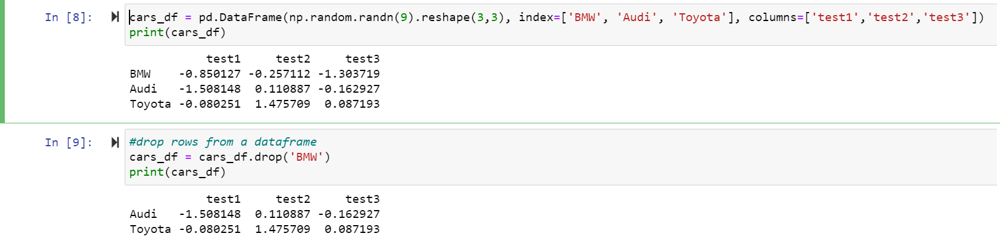 In [8]: cars_df = pd.DataFrame(np.random.randn(9).reshape(3,3), index=['BMW', 'Audi', 'Toyota'], columns=['test1','test2','test3'])
print(cars_df)
test1 test2 test3
BMW -0.850127 -0.257112 -1.303719
Audi -1.508148 0.110887 -0.162927
Toyota -0.080251 1.475709 0.087193
In [9]: #drop rows from a dataframe
cars_df = cars_df.drop('BMW')
print(cars_df)
test1 test2 test3
Audi -1.508148 0.110887 -0.162927
Toyota -0.080251 1.475709 0.087193